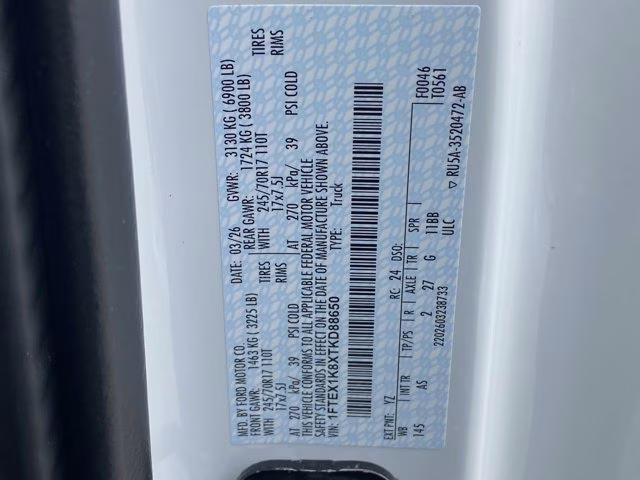 MFD. BY FORD MOTOR CO.
DATE: 03/26 GVWR: 3130 KG ( 6900 LB)
FRONT GAWR: 1463 KG ( 3225 LB) REAR GAWR: 1724 KG ( 3800 LB)
WITH 245/70R17 110T TIRES WITH 245/70R17 110T TIRES
17x7.5J RIMS 17x7.5J RIMS
AT 270 kPa/ 39 PSI COLD AT 270 kPa/ 39 PSI COLD
THIS VEHICLE CONFORMS TO ALL APPLICABLE FEDERAL MOTOR VEHICLE
SAFETY STANDARDS IN EFFECT ON THE DATE OF MANUFACTURE SHOWN ABOVE.
VIN: 1FTEX1K8XTKD88650 TYPE: Truck
F0046
T0561
EXT PNT: YZ RC: 24 DSO:
WB INT TR TP/PS R AXLE TR SPR
145 AS 2 27 G 11BB
2202603238733 ULC
▽ RU5A-3520472-AB